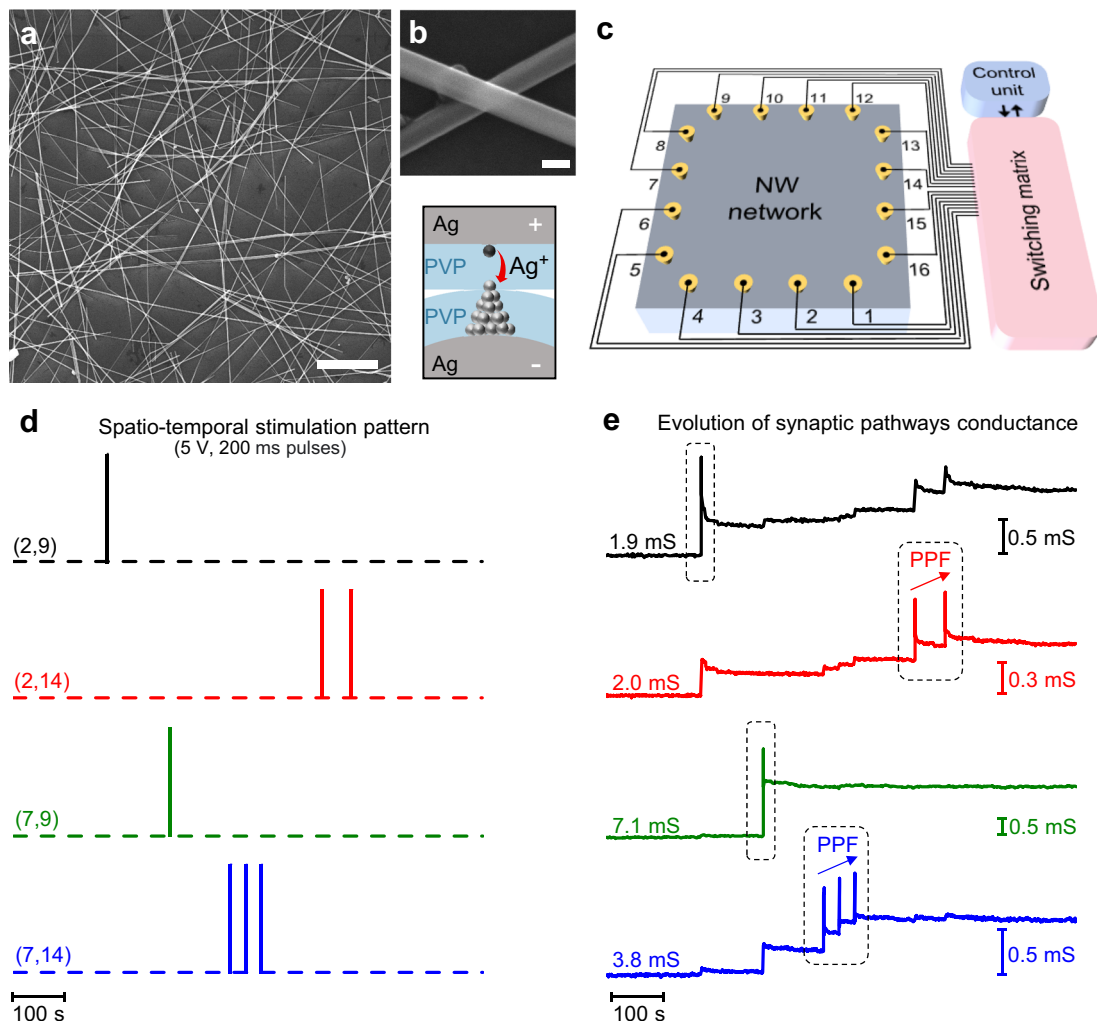 a
b
c
Ag +
PVP
Ag⁺
PVP
Ag -
9
10
11
12
8
13
7
14
6
15
5
16
4
3
2
1
NW
network
Control
unit
Switching matrix
d
Spatio-temporal stimulation pattern
(5 V, 200 ms pulses)
(2,9)
(2,14)
(7,9)
(7,14)
100 s
e
Evolution of synaptic pathways conductance
1.9 mS
0.5 mS
PPF
2.0 mS
0.3 mS
7.1 mS
0.5 mS
PPF
3.8 mS
0.5 mS
100 s